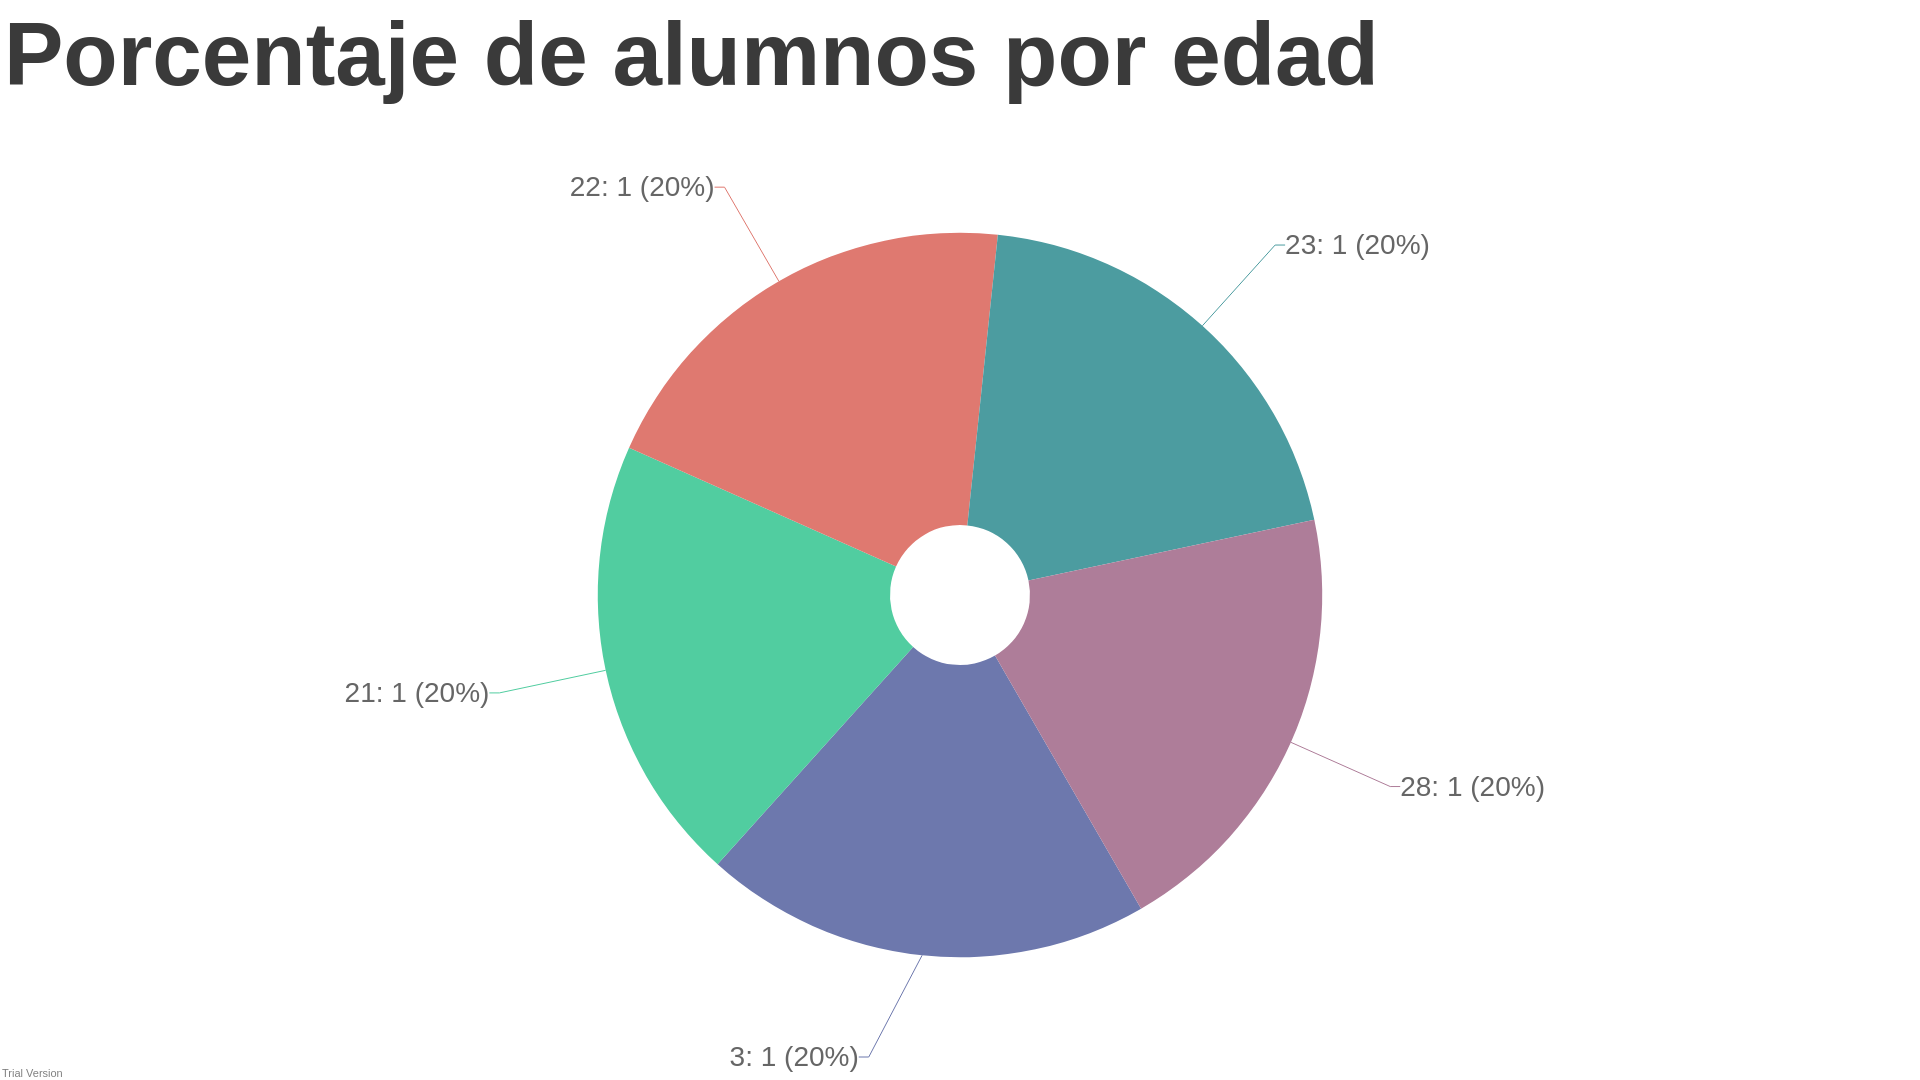 Porcentaje de alumnos por edad
22: 1 (20%)
23: 1 (20%)
21: 1 (20%)
28: 1 (20%)
3: 1 (20%)
Trial Version